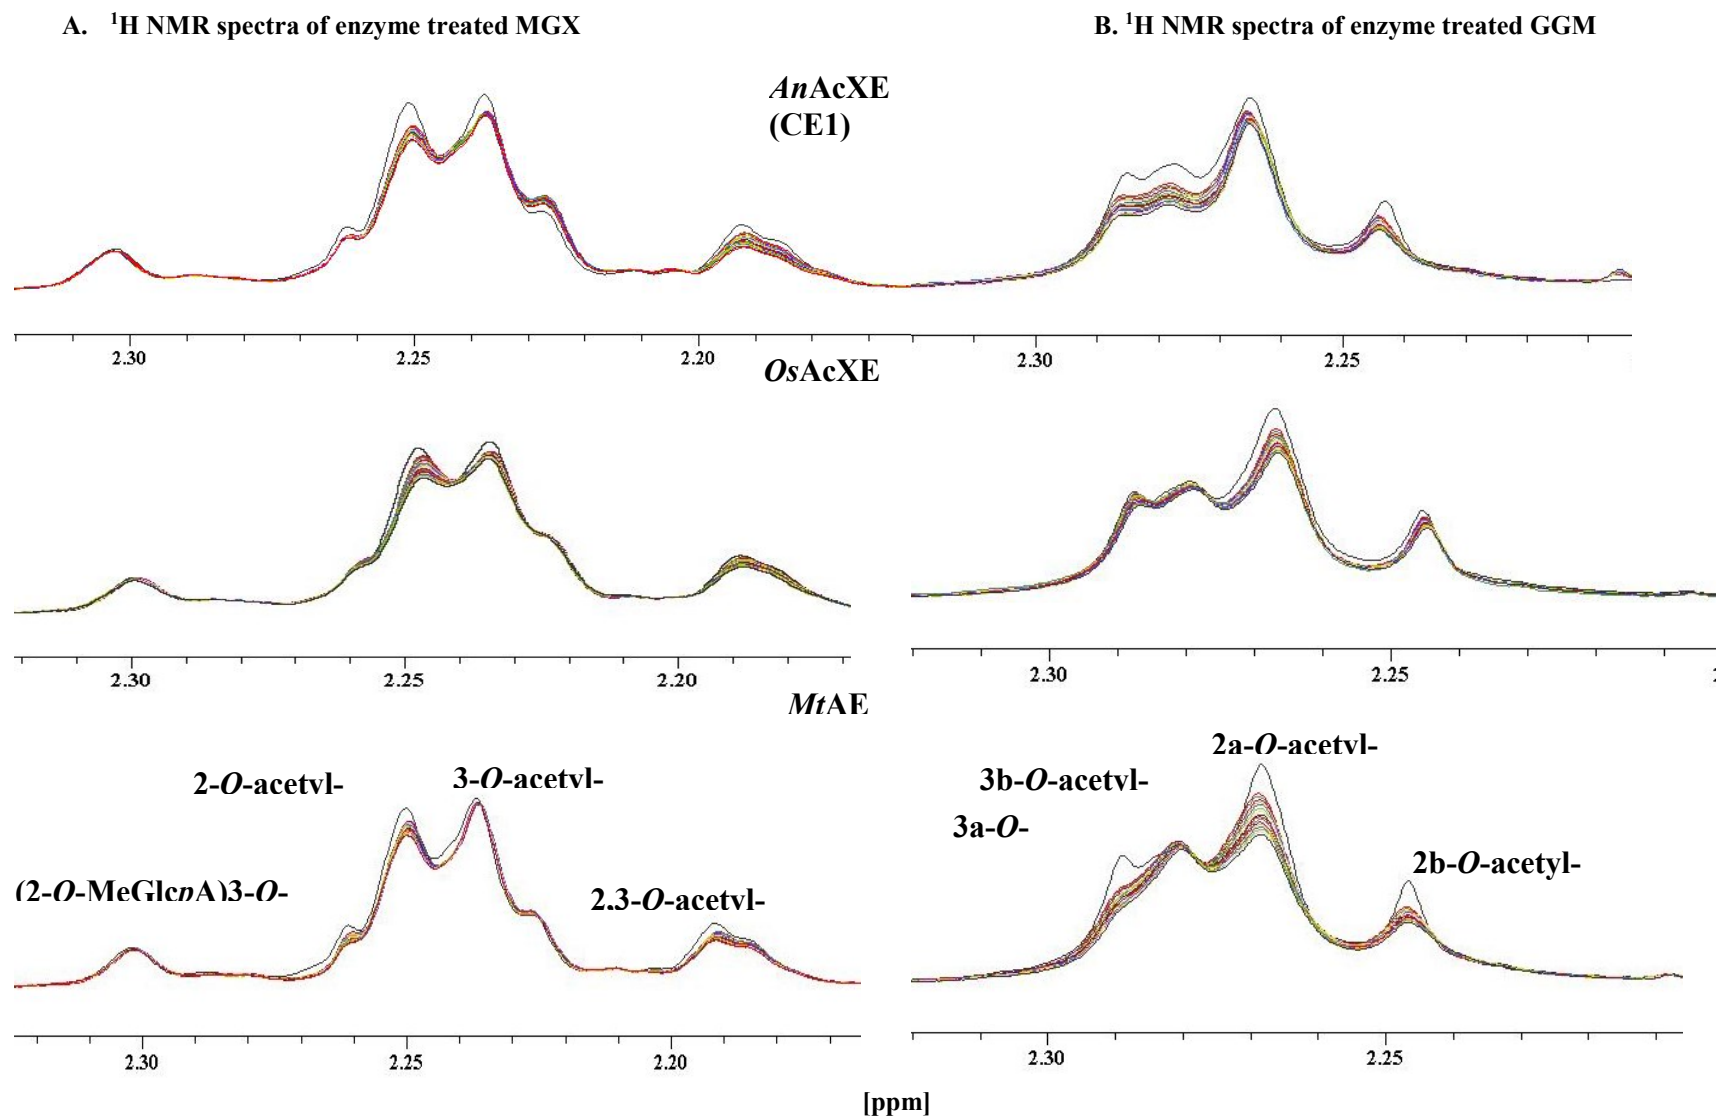 A. ¹H NMR spectra of enzyme treated MGX
B. ¹H NMR spectra of enzyme treated GGM
AnAcXE
(CE1)
2.30 2.25 2.20
2.30 2.25
OsAcXE
2.30 2.25 2.20
2.30 2.25
MtAE
2-O-acetyl-
3-O-acetyl-
(2-O-MeGlcpA)3-O-
2,3-O-acetyl-
2a-O-acetyl-
3b-O-acetyl-
3a-O-
2b-O-acetyl-
2.30 2.25 2.20
2.30 2.25
[ppm]